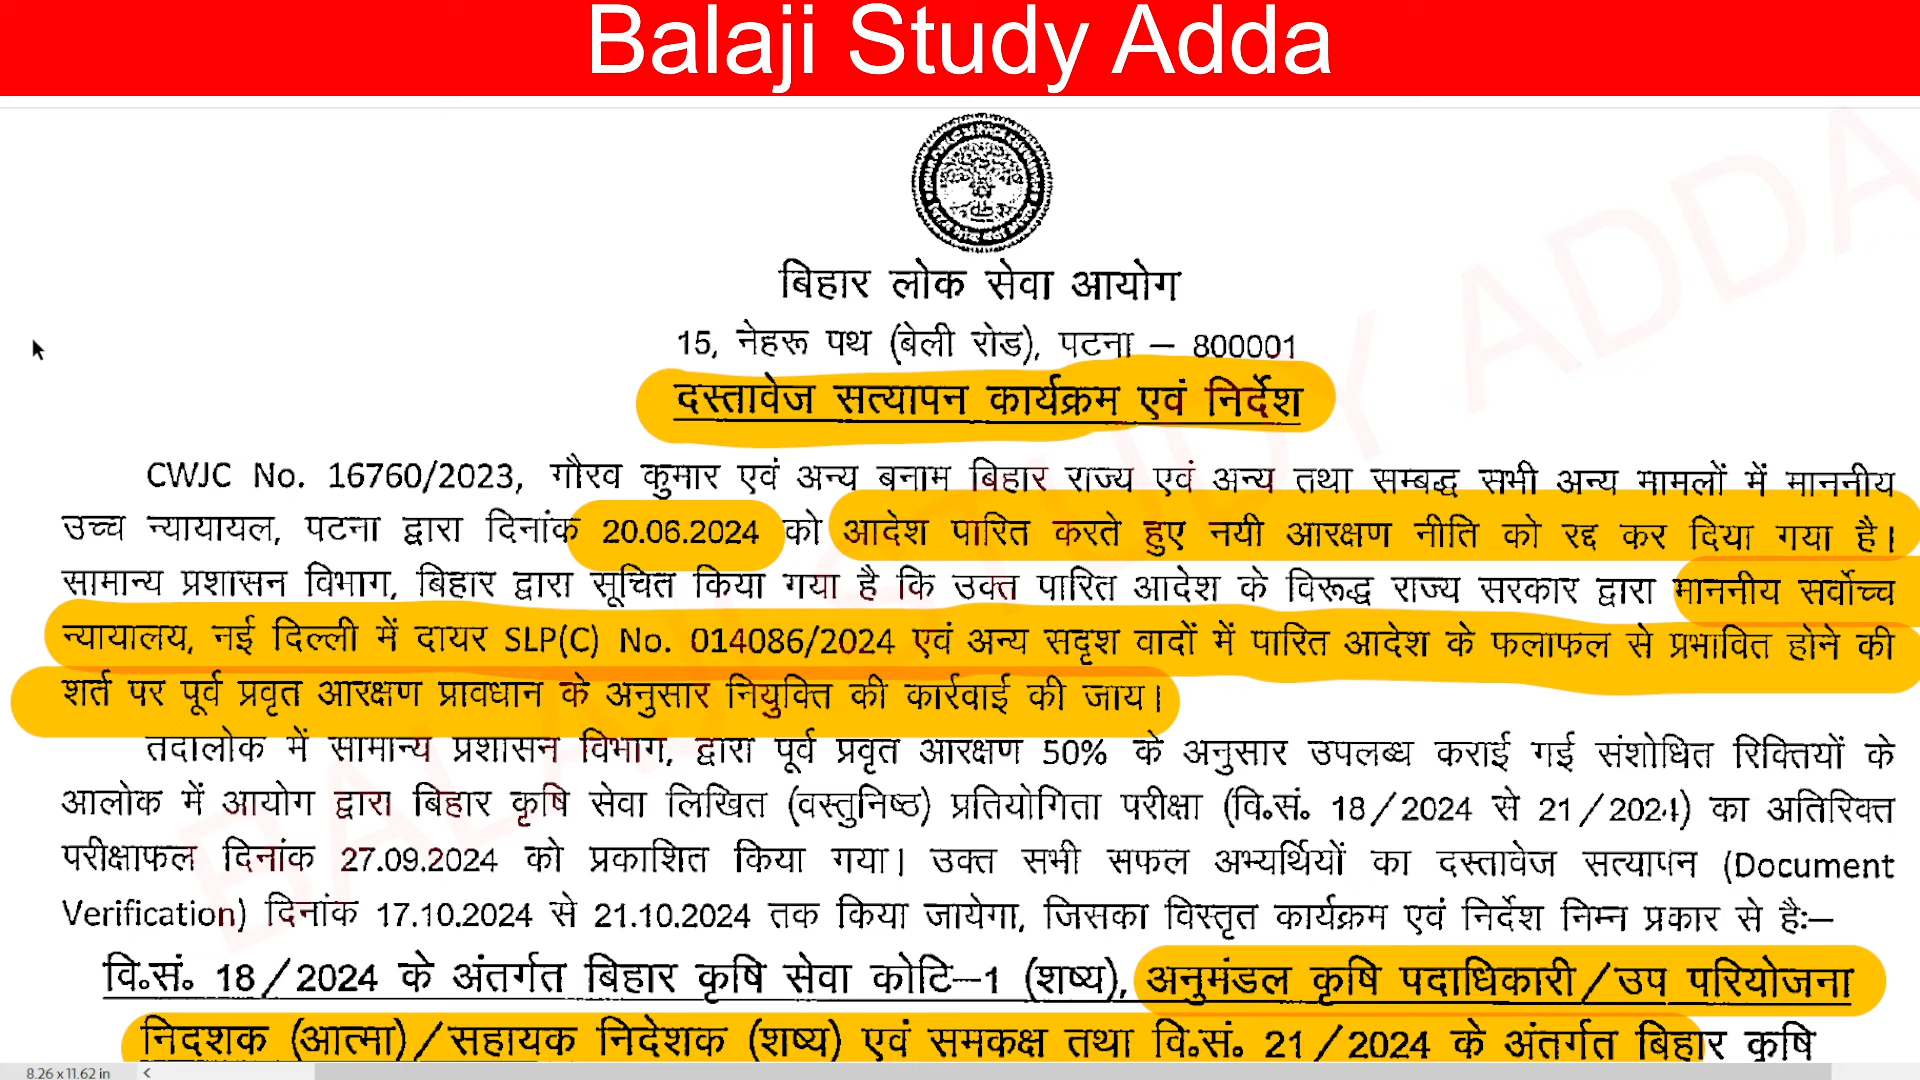 Balaji Study Adda
बिहार लोक सेवा आयोग
15, नेहरू पथ (बेली रोड), पटना – 800001
दस्तावेज सत्यापन कार्यक्रम एवं निर्देश
CWJC No. 16760/2023, गौरव कुमार एवं अन्य बनाम बिहार राज्य एवं अन्य तथा सम्बद्ध सभी अन्य मामलों में माननीय
उच्च न्यायायल, पटना द्वारा दिनांक 20.06.2024 को आदेश पारित करते हुए नयी आरक्षण नीति को रद्द कर दिया गया है।
सामान्य प्रशासन विभाग, बिहार द्वारा सूचित किया गया है कि उक्त पारित आदेश के विरूद्ध राज्य सरकार द्वारा माननीय सर्वोच्च
न्यायालय, नई दिल्ली में दायर SLP(C) No. 014086/2024 एवं अन्य सदृश वादों में पारित आदेश के फलाफल से प्रभावित होने की
शर्त पर पूर्व प्रवृत आरक्षण प्रावधान के अनुसार नियुक्ति की कार्रवाई की जाय।
तदालोक में सामान्य प्रशासन विभाग, द्वारा पूर्व प्रवृत आरक्षण 50% के अनुसार उपलब्ध कराई गई संशोधित रिक्तियों के
आलोक में आयोग द्वारा बिहार कृषि सेवा लिखित (वस्तुनिष्ठ) प्रतियोगिता परीक्षा (वि.सं. 18/2024 से 21/2024) का अतिरिक्त
परीक्षाफल दिनांक 27.09.2024 को प्रकाशित किया गया। उक्त सभी सफल अभ्यर्थियों का दस्तावेज सत्यापन (Document
Verification) दिनांक 17.10.2024 से 21.10.2024 तक किया जायेगा, जिसका विस्तृत कार्यक्रम एवं निर्देश निम्न प्रकार से है:–
वि.सं. 18/2024 के अंतर्गत बिहार कृषि सेवा कोटि–1 (शष्य), अनुमंडल कृषि पदाधिकारी/उप परियोजना
निदशक (आत्मा)/सहायक निदेशक (शष्य) एवं समकक्ष तथा वि.सं. 21/2024 के अंतर्गत बिहार कृषि
8.26 x 11.62 in
BALAJI STUDY ADDA